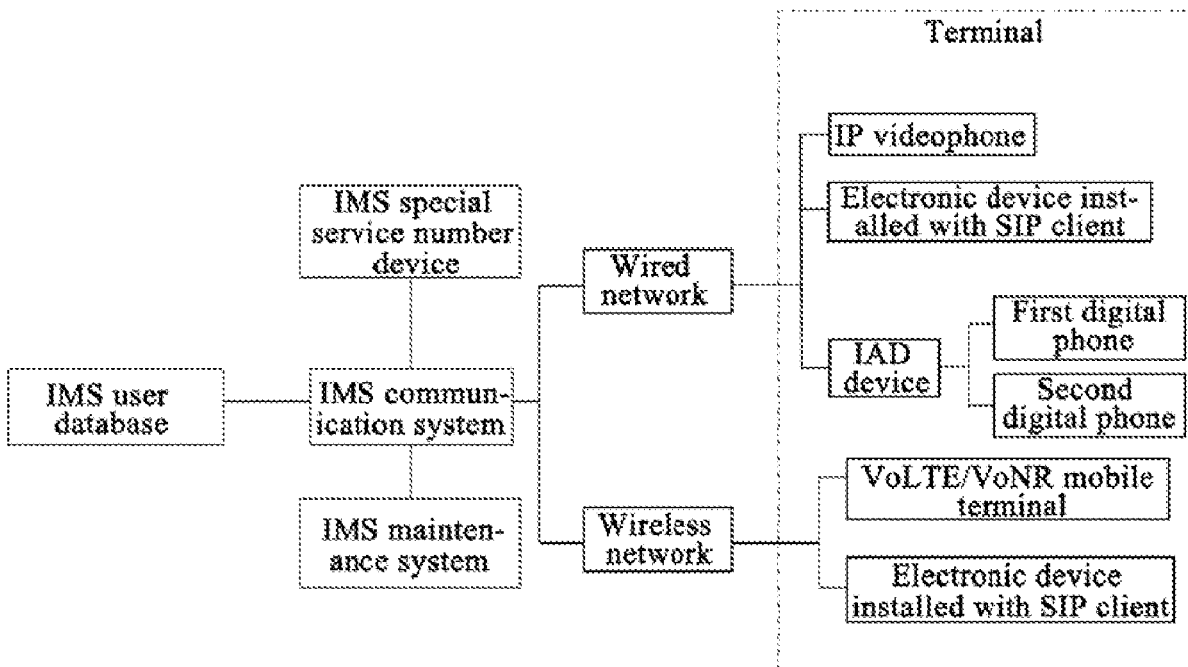 Terminal
IP videophone
Electronic device inst-
alled with SIP client
IMS special
service number
device
Wired
network
First digital
phone
IAD
device
Second
digital phone
IMS user
database
IMS commun-
ication system
VoLTE/VoNR mobile
terminal
IMS mainten-
ance system
Wireless
network
Electronic device
installed with SIP client